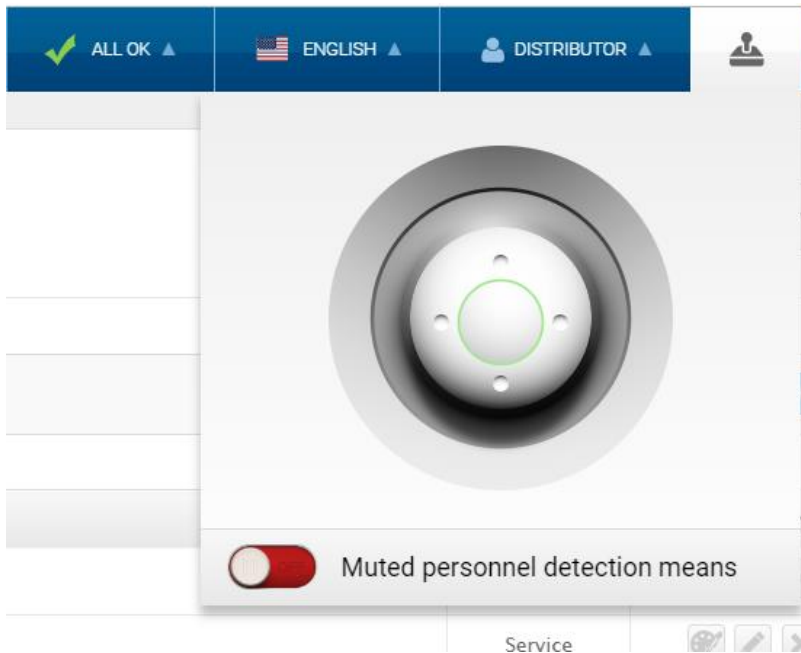 ALL OK
ENGLISH
DISTRIBUTOR
Muted personnel detection means
Service